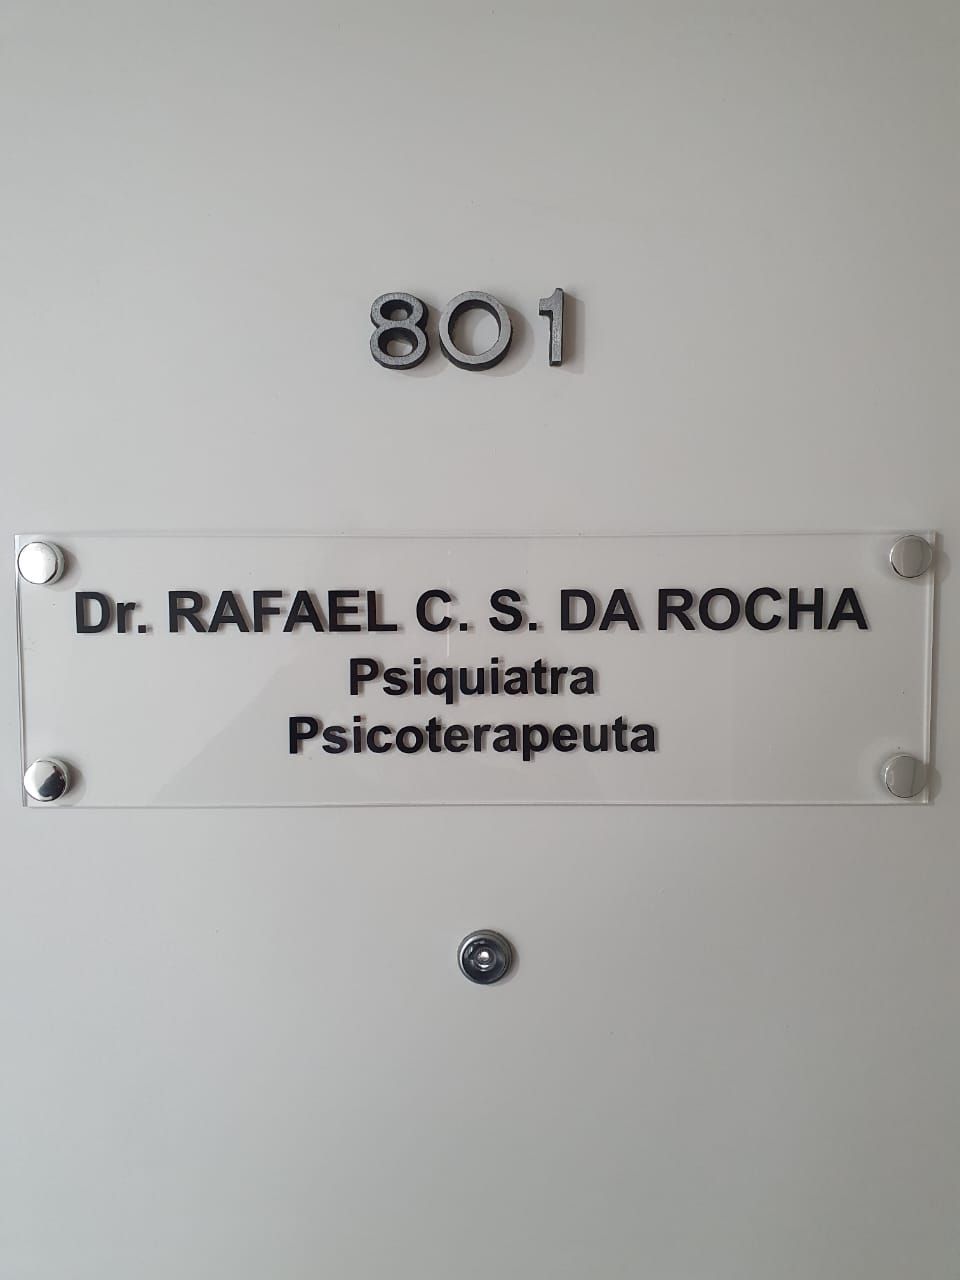 801
Dr. RAFAEL C. S. DA ROCHA
Psiquiatra
Psicoterapeuta